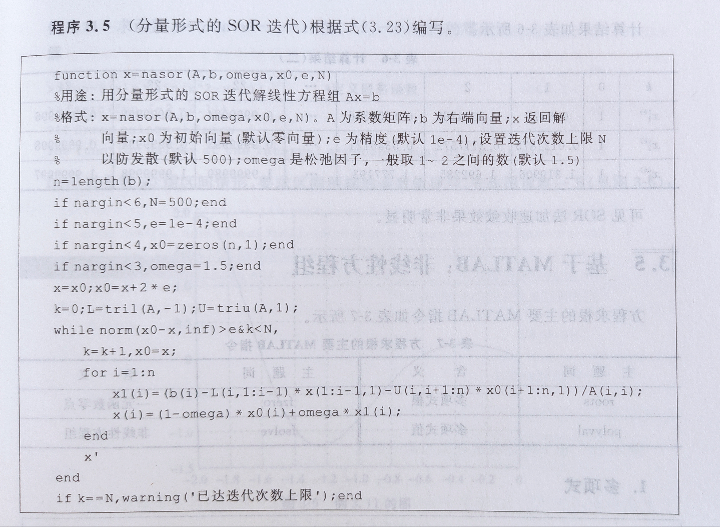 程序 3.5 (分量形式的 SOR 迭代)根据式(3.23)编写。
function x=nasor(A,b,omega,x0,e,N)
%用途：用分量形式的 SOR 迭代解线性方程组 Ax=b
%格式：x=nasor(A,b,omega,x0,e,N)。A 为系数矩阵;b 为右端向量;x 返回解
% 向量;x0 为初始向量(默认零向量);e 为精度(默认 1e-4),设置迭代次数上限 N
% 以防发散(默认 500);omega 是松弛因子,一般取 1~2 之间的数(默认 1.5)
n=length(b);
if nargin<6,N=500;end
if nargin<5,e=1e-4;end
if nargin<4,x0=zeros(n,1);end
if nargin<3,omega=1.5;end
x=x0;x0=x+2*e;
k=0;L=tril(A,-1);U=triu(A,1);
while norm(x0-x,inf)>e&k<N,
k=k+1,x0=x;
for i=1:n
x1(i)=(b(i)-L(i,1:i-1)*x(1:i-1,1)-U(i,i+1:n)*x0(i+1:n,1))/A(i,i);
x(i)=(1-omega)*x0(i)+omega*x1(i);
end
x'
end
if k==N,warning('已达迭代次数上限');end